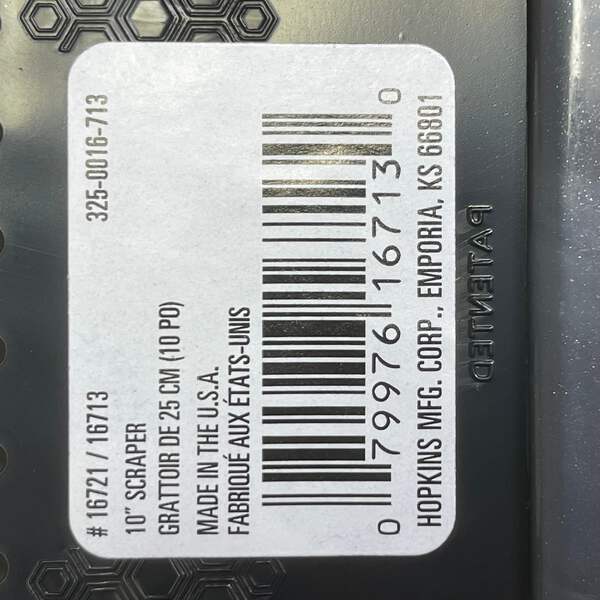 # 16721 / 16713 325-0016-713
10" SCRAPER
GRATTOIR DE 25 CM (10 PO)
MADE IN THE U.S.A.
FABRIQUÉ AUX ÉTATS-UNIS
0 79976 16713 0
HOPKINS MFG. CORP., EMPORIA, KS 66801
PATENTED